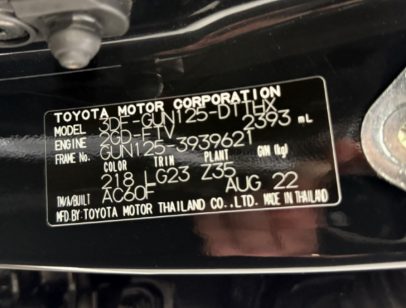 TOYOTA MOTOR CORPORATION
MODEL 3DF-GUN125-DTTHX
ENGINE 2GD-FTV 2393 mL
FRAME No. GUN125-3939621
COLOR TRIM PLANT GVM (kg)
218 LG23 Z35
T/A/BUILT AC60F AUG 22
MFD.BY:TOYOTA MOTOR THAILAND CO.,LTD. MADE IN THAILAND